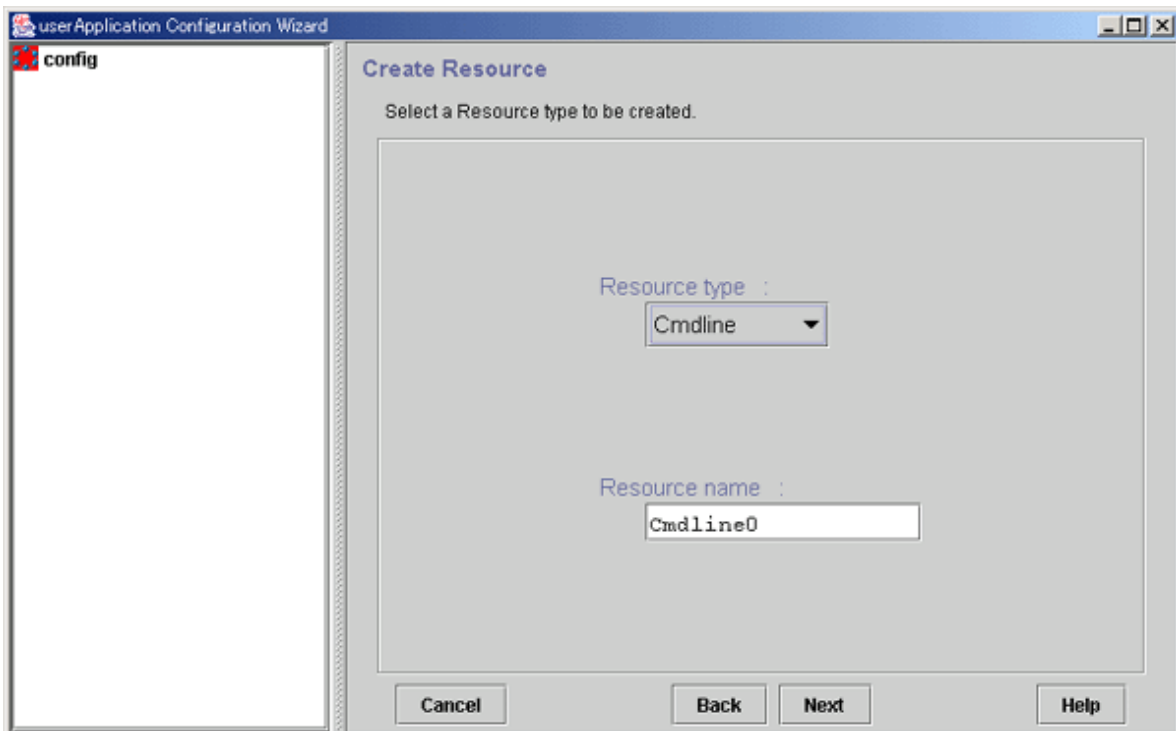 userApplication Configuration Wizard
config
Create Resource
Select a Resource type to be created.
Resource type :
Cmdline
Resource name :
Cmdline0
Cancel Back Next Help